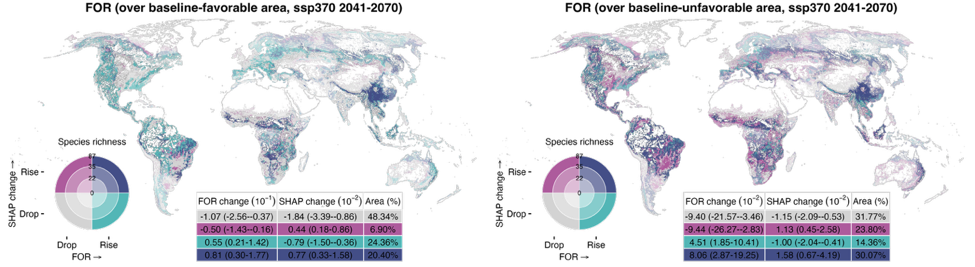 FOR (over baseline-favorable area, ssp370 2041-2070)
Species richness
87
36
22
0
SHAP change →
Rise
Drop
Drop Rise
FOR →
FOR change (10⁻¹) SHAP change (10⁻²) Area (%)
-1.07 (-2.56--0.37) -1.84 (-3.39--0.86) 48.34%
-0.50 (-1.43--0.16) 0.44 (0.18-0.86) 6.90%
0.55 (0.21-1.42) -0.79 (-1.50--0.36) 24.36%
0.81 (0.30-1.77) 0.77 (0.33-1.58) 20.40%
FOR (over baseline-unfavorable area, ssp370 2041-2070)
Species richness
87
36
22
0
SHAP change →
Rise
Drop
Drop Rise
FOR →
FOR change (10⁻²) SHAP change (10⁻²) Area (%)
-9.40 (-21.57--3.46) -1.15 (-2.09--0.53) 31.77%
-9.44 (-26.27--2.83) 1.13 (0.45-2.58) 23.80%
4.51 (1.85-10.41) -1.00 (-2.04--0.41) 14.36%
8.06 (2.87-19.25) 1.58 (0.67-4.19) 30.07%